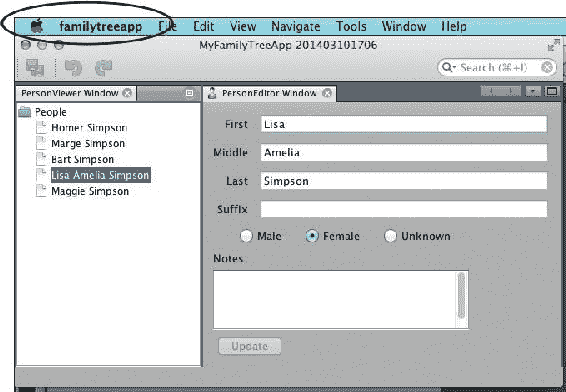 familytreeapp File Edit View Navigate Tools Window Help
MyFamilyTreeApp 201403101706
Search (⌘+I)
PersonViewer Window
PersonEditor Window
People
Homer Simpson
Marge Simpson
Bart Simpson
Lisa Amelia Simpson
Maggie Simpson
First Lisa
Middle Amelia
Last Simpson
Suffix
Male Female Unknown
Notes
Update